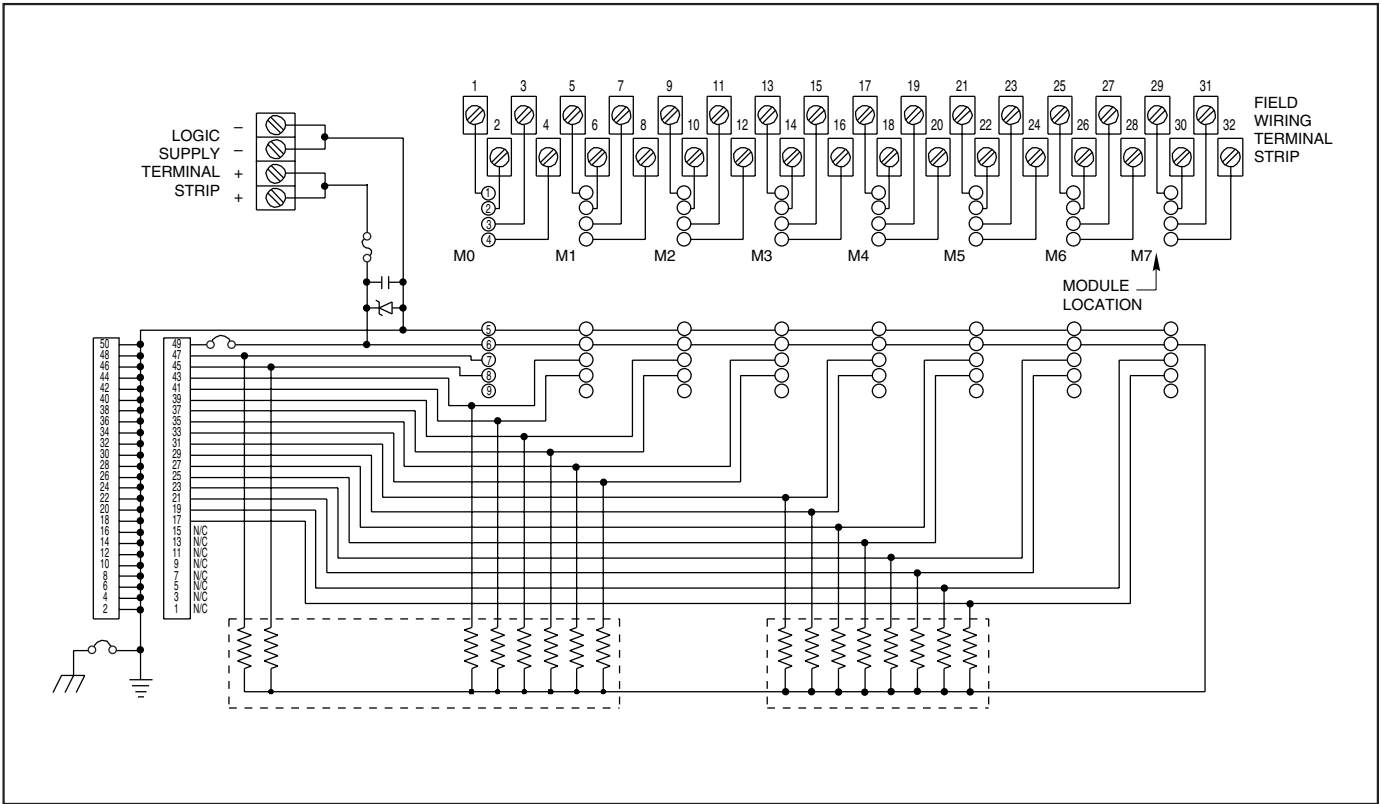 1 3 5 7 9 11 13 15 17 19 21 23 25 27 29 31
2 4 6 8 10 12 14 16 18 20 22 24 26 28 30 32
FIELD
WIRING
TERMINAL
STRIP
LOGIC
SUPPLY
TERMINAL
STRIP
–
–
+
+
1
2
3
4
M0 M1 M2 M3 M4 M5 M6 M7
MODULE
LOCATION
5
6
7
8
9
50
48
46
44
42
40
38
36
34
32
30
28
26
24
22
20
18
16
14
12
10
8
6
4
2
49
47
45
43
41
39
37
35
33
31
29
27
25
23
21
19
17
15 N/C
13 N/C
11 N/C
9 N/C
7 N/C
5 N/C
3 N/C
1 N/C